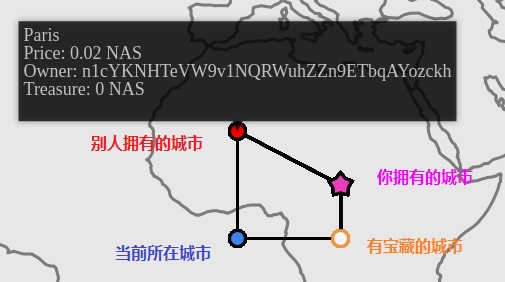 Paris
Price: 0.02 NAS
Owner: n1cYKNHTeVW9v1NQRWuhZZn9ETbqAYozckh
Treasure: 0 NAS
别人拥有的城市
你拥有的城市
当前所在城市
有宝藏的城市